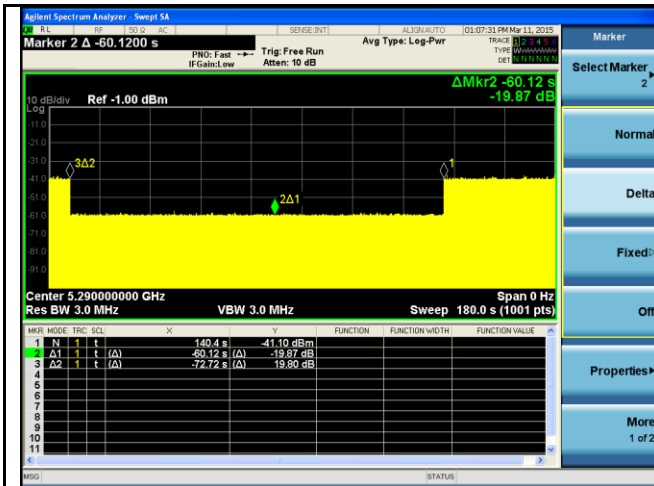 Agilent Spectrum Analyzer - Swept SA
RL RF 50 Ω AC SENSE:INT ALIGNAUTO 01:07:31 PM Mar 11, 2015
Marker 2 Δ -60.1200 s
PNO: Fast
IFGain:Low
Trig: Free Run
Atten: 10 dB
Avg Type: Log-Pwr
TRACE 1 2 3 4 5 6
TYPE
DET N N N N N N
ΔMkr2 -60.12 s
-19.87 dB
10 dB/div Ref -1.00 dBm
Log
-11.0
-21.0
-31.0
-41.0
-51.0
-61.0
-71.0
-81.0
-91.0
3Δ2
2Δ1
1
Center 5.290000000 GHz Span 0 Hz
Res BW 3.0 MHz VBW 3.0 MHz Sweep 180.0 s (1001 pts)
MKR MODE TRC SCL X Y FUNCTION FUNCTION WIDTH FUNCTION VALUE
1 N 1 t 140.4 s -41.10 dBm
2 Δ1 1 t (Δ) -60.12 s (Δ) -19.87 dB
3 Δ2 1 t (Δ) -72.72 s (Δ) 19.80 dB
4
5
6
7
8
9
10
11
MSG STATUS
Marker
Select Marker
2
Normal
Delta
Fixed
Off
Properties
More
1 of 2